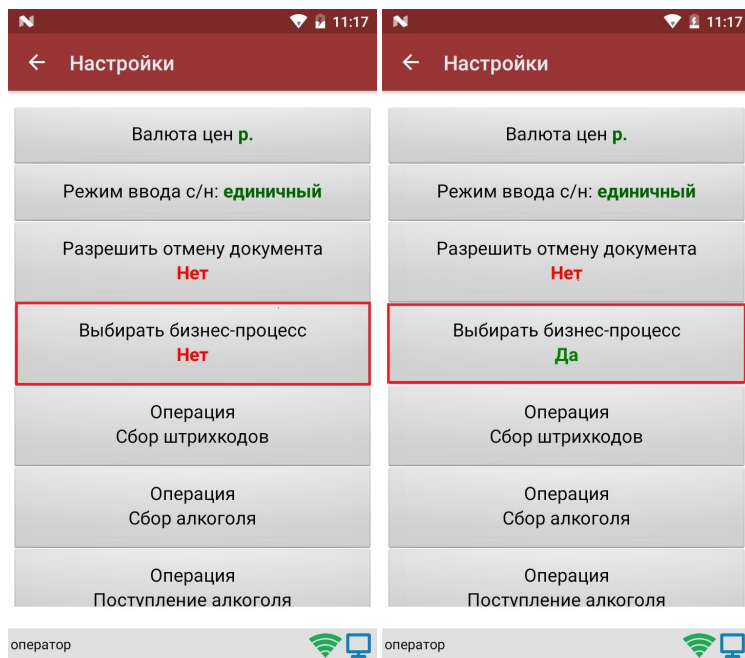 11:17
Настройки
Валюта цен р.
Режим ввода с/н: единичный
Разрешить отмену документа
Нет
Выбирать бизнес-процесс
Нет
Операция
Сбор штрихкодов
Операция
Сбор алкоголя
Операция
Поступление алкоголя
оператор
11:17
Настройки
Валюта цен р.
Режим ввода с/н: единичный
Разрешить отмену документа
Нет
Выбирать бизнес-процесс
Да
Операция
Сбор штрихкодов
Операция
Сбор алкоголя
Операция
Поступление алкоголя
оператор